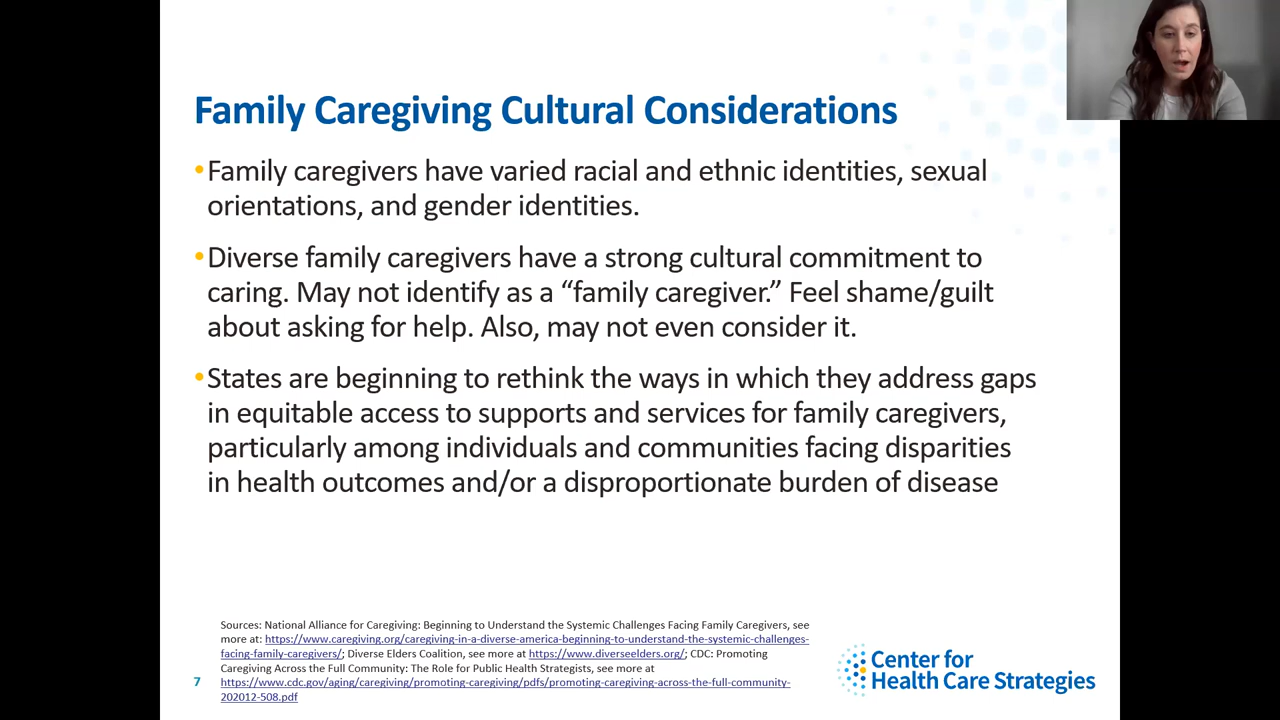 Family Caregiving Cultural Considerations
•Family caregivers have varied racial and ethnic identities, sexual
orientations, and gender identities.
•Diverse family caregivers have a strong cultural commitment to
caring. May not identify as a “family caregiver.” Feel shame/guilt
about asking for help. Also, may not even consider it.
•States are beginning to rethink the ways in which they address gaps
in equitable access to supports and services for family caregivers,
particularly among individuals and communities facing disparities
in health outcomes and/or a disproportionate burden of disease
Sources: National Alliance for Caregiving: Beginning to Understand the Systemic Challenges Facing Family Caregivers, see
more at: https://www.caregiving.org/caregiving-in-a-diverse-america-beginning-to-understand-the-systemic-challenges-
facing-family-caregivers/; Diverse Elders Coalition, see more at https://www.diverseelders.org/; CDC: Promoting
Caregiving Across the Full Community: The Role for Public Health Strategists, see more at
https://www.cdc.gov/aging/caregiving/promoting-caregiving/pdfs/promoting-caregiving-across-the-full-community-
202012-508.pdf
7
Center for
Health Care Strategies